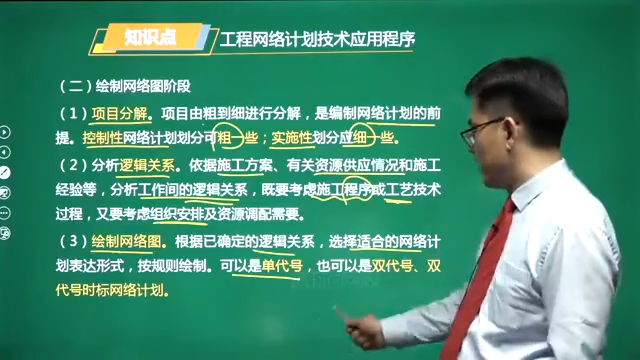 知识点
工程网络计划技术应用程序
（二）绘制网络图阶段
（1）项目分解。项目由粗到细进行分解，是编制网络计划的前
提。控制性网络计划划分可粗一些；实施性划分应细一些。
（2）分析逻辑关系。依据施工方案、有关资源供应情况和施工
经验等，分析工作间的逻辑关系，既要考虑施工程序或工艺技术
过程，又要考虑组织安排及资源调配需要。
（3）绘制网络图。根据已确定的逻辑关系，选择适合的网络计
划表达形式，按规则绘制。可以是单代号，也可以是双代号、双
代号时标网络计划。